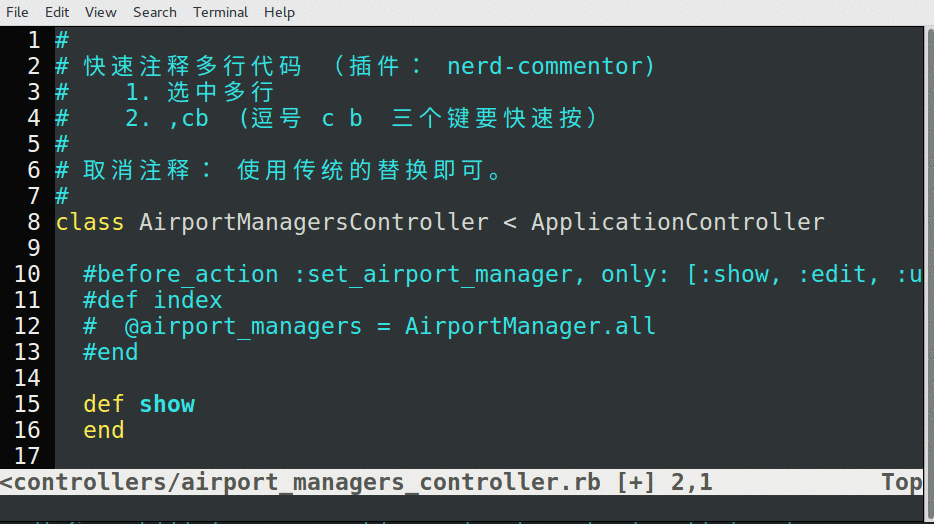 File Edit View Search Terminal Help
1 #
2 # 快速注释多行代码 （插件： nerd-commentor)
3 #    1. 选中多行
4 #    2. ,cb  (逗号 c b  三个键要快速按）
5 #
6 # 取消注释： 使用传统的替换即可。
7 #
8 class AirportManagersController < ApplicationController
9
10   #before_action :set_airport_manager, only: [:show, :edit, :u
11   #def index
12   #  @airport_managers = AirportManager.all
13   #end
14
15   def show
16   end
17
<controllers/airport_managers_controller.rb [+] 2,1 Top